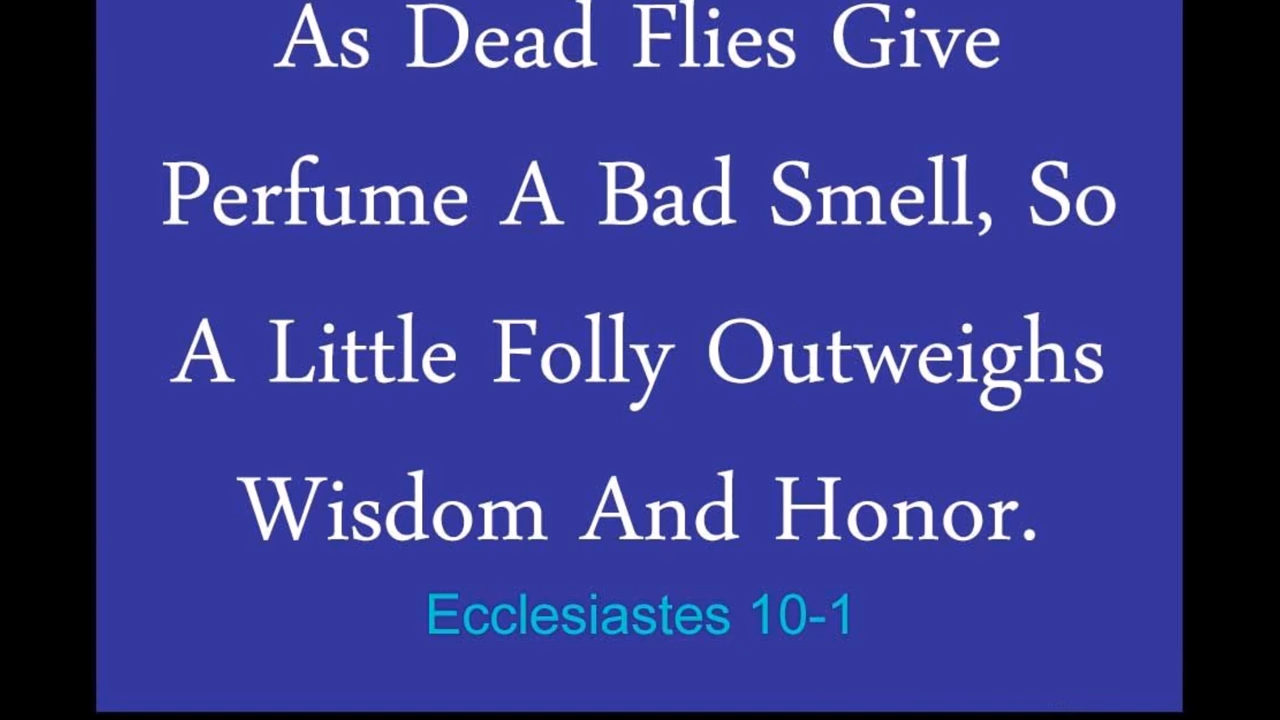 As Dead Flies Give
Perfume A Bad Smell, So
A Little Folly Outweighs
Wisdom And Honor.
Ecclesiastes 10-1